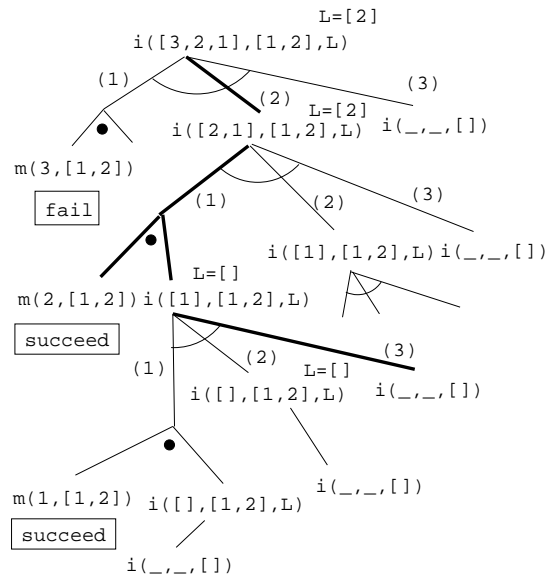 L=[2]
i([3,2,1],[1,2],L)
(1)
(2)
(3)
L=[2]
i([2,1],[1,2],L)
i(_,_,[])
m(3,[1,2])
fail
(1)
(2)
(3)
i([1],[1,2],L)
i(_,_,[])
L=[]
m(2,[1,2])
i([1],[1,2],L)
succeed
(1)
(2)
(3)
L=[]
i([],[1,2],L)
i(_,_,[])
m(1,[1,2])
i([],[1,2],L)
i(_,_,[])
succeed
i(_,_,[])